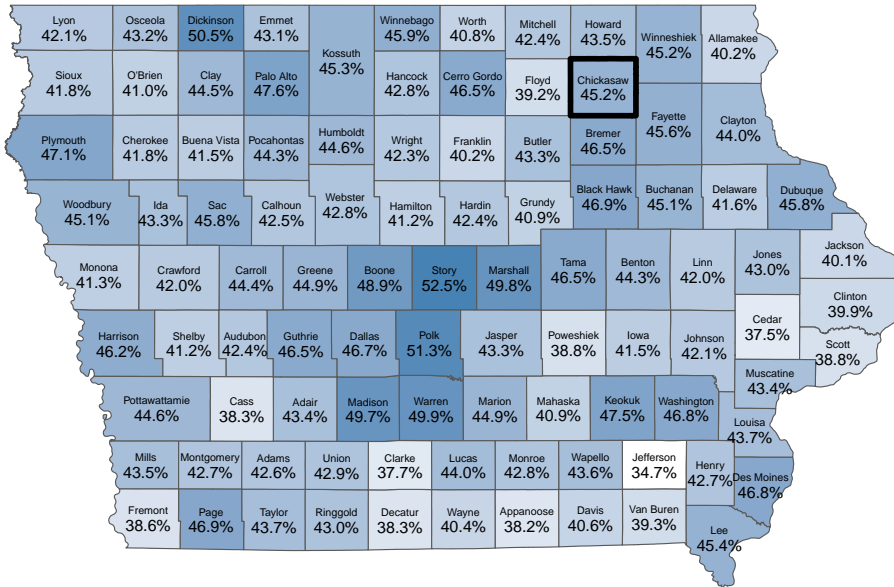 Lyon
42.1%
Osceola
43.2%
Dickinson
50.5%
Emmet
43.1%
Kossuth
45.3%
Winnebago
45.9%
Worth
40.8%
Mitchell
42.4%
Howard
43.5%
Winneshiek
45.2%
Allamakee
40.2%
Sioux
41.8%
O'Brien
41.0%
Clay
44.5%
Palo Alto
47.6%
Hancock
42.8%
Cerro Gordo
46.5%
Floyd
39.2%
Chickasaw
45.2%
Fayette
45.6%
Clayton
44.0%
Plymouth
47.1%
Cherokee
41.8%
Buena Vista
41.5%
Pocahontas
44.3%
Humboldt
44.6%
Wright
42.3%
Franklin
40.2%
Butler
43.3%
Bremer
46.5%
Woodbury
45.1%
Ida
43.3%
Sac
45.8%
Calhoun
42.5%
Webster
42.8%
Hamilton
41.2%
Hardin
42.4%
Grundy
40.9%
Black Hawk
46.9%
Buchanan
45.1%
Delaware
41.6%
Dubuque
45.8%
Monona
41.3%
Crawford
42.0%
Carroll
44.4%
Greene
44.9%
Boone
48.9%
Story
52.5%
Marshall
49.8%
Tama
46.5%
Benton
44.3%
Linn
42.0%
Jones
43.0%
Jackson
40.1%
Clinton
39.9%
Cedar
37.5%
Scott
38.8%
Harrison
46.2%
Shelby
41.2%
Audubon
42.4%
Guthrie
46.5%
Dallas
46.7%
Polk
51.3%
Jasper
43.3%
Poweshiek
38.8%
Iowa
41.5%
Johnson
42.1%
Muscatine
43.4%
Pottawattamie
44.6%
Cass
38.3%
Adair
43.4%
Madison
49.7%
Warren
49.9%
Marion
44.9%
Mahaska
40.9%
Keokuk
47.5%
Washington
46.8%
Louisa
43.7%
Mills
43.5%
Montgomery
42.7%
Adams
42.6%
Union
42.9%
Clarke
37.7%
Lucas
44.0%
Monroe
42.8%
Wapello
43.6%
Jefferson
34.7%
Henry
42.7%
Des Moines
46.8%
Fremont
38.6%
Page
46.9%
Taylor
43.7%
Ringgold
43.0%
Decatur
38.3%
Wayne
40.4%
Appanoose
38.2%
Davis
40.6%
Van Buren
39.3%
Lee
45.4%